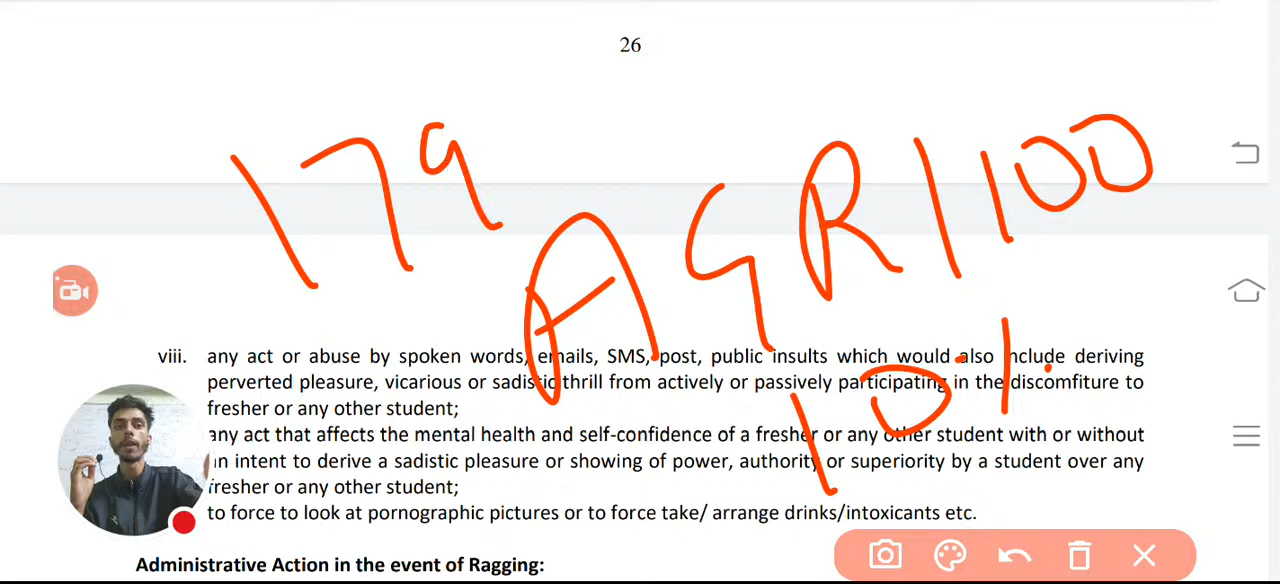 26
179
AGR1100
101
viii. any act or abuse by spoken words, emails, SMS, post, public insults which would also include deriving
perverted pleasure, vicarious or sadistic thrill from actively or passively participating in the discomfiture to
fresher or any other student;
any act that affects the mental health and self-confidence of a fresher or any other student with or without
an intent to derive a sadistic pleasure or showing of power, authority or superiority by a student over any
fresher or any other student;
to force to look at pornographic pictures or to force take/ arrange drinks/intoxicants etc.
Administrative Action in the event of Ragging: